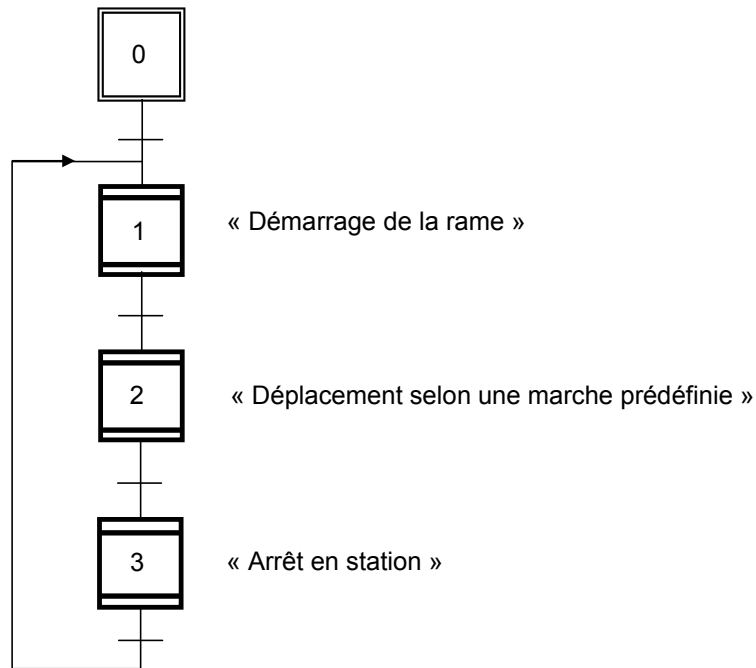 0
1
« Démarrage de la rame »
2
« Déplacement selon une marche prédéfinie »
3
« Arrêt en station »